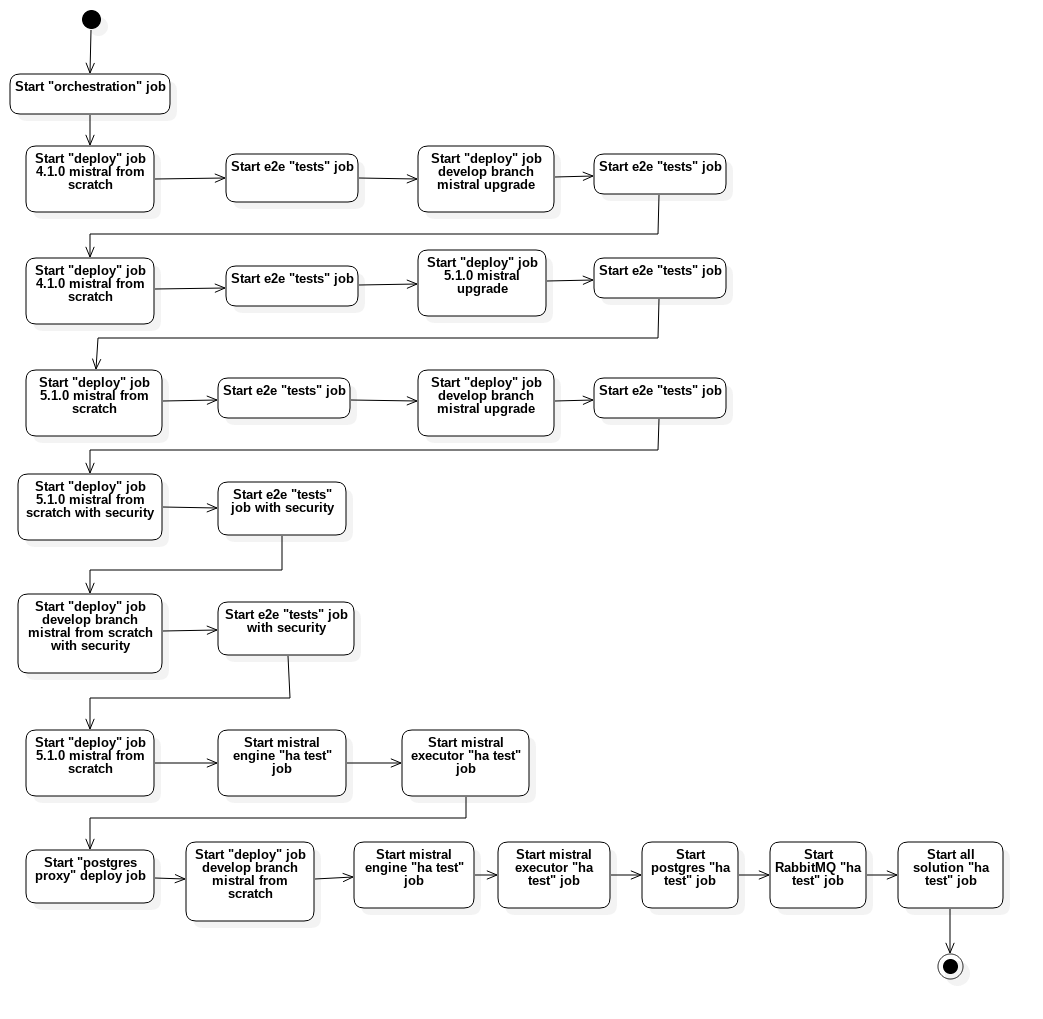 Start "orchestration" job
Start "deploy" job
4.1.0 mistral from
scratch
Start e2e "tests" job
Start "deploy" job
develop branch
mistral upgrade
Start e2e "tests" job
Start "deploy" job
4.1.0 mistral from
scratch
Start e2e "tests" job
Start "deploy" job
5.1.0 mistral
upgrade
Start e2e "tests" job
Start "deploy" job
5.1.0 mistral from
scratch
Start e2e "tests" job
Start "deploy" job
develop branch
mistral upgrade
Start e2e "tests" job
Start "deploy" job
5.1.0 mistral from
scratch with security
Start e2e "tests"
job with security
Start "deploy" job
develop branch
mistral from scratch
with security
Start e2e "tests" job
with security
Start "deploy" job
5.1.0 mistral from
scratch
Start mistral
engine "ha test"
job
Start mistral
executor "ha test"
job
Start "postgres
proxy" deploy job
Start "deploy" job
develop branch
mistral from
scratch
Start mistral
engine "ha test"
job
Start mistral
executor "ha
test" job
Start
postgres "ha
test" job
Start
RabbitMQ "ha
test" job
Start all
solution "ha
test" job